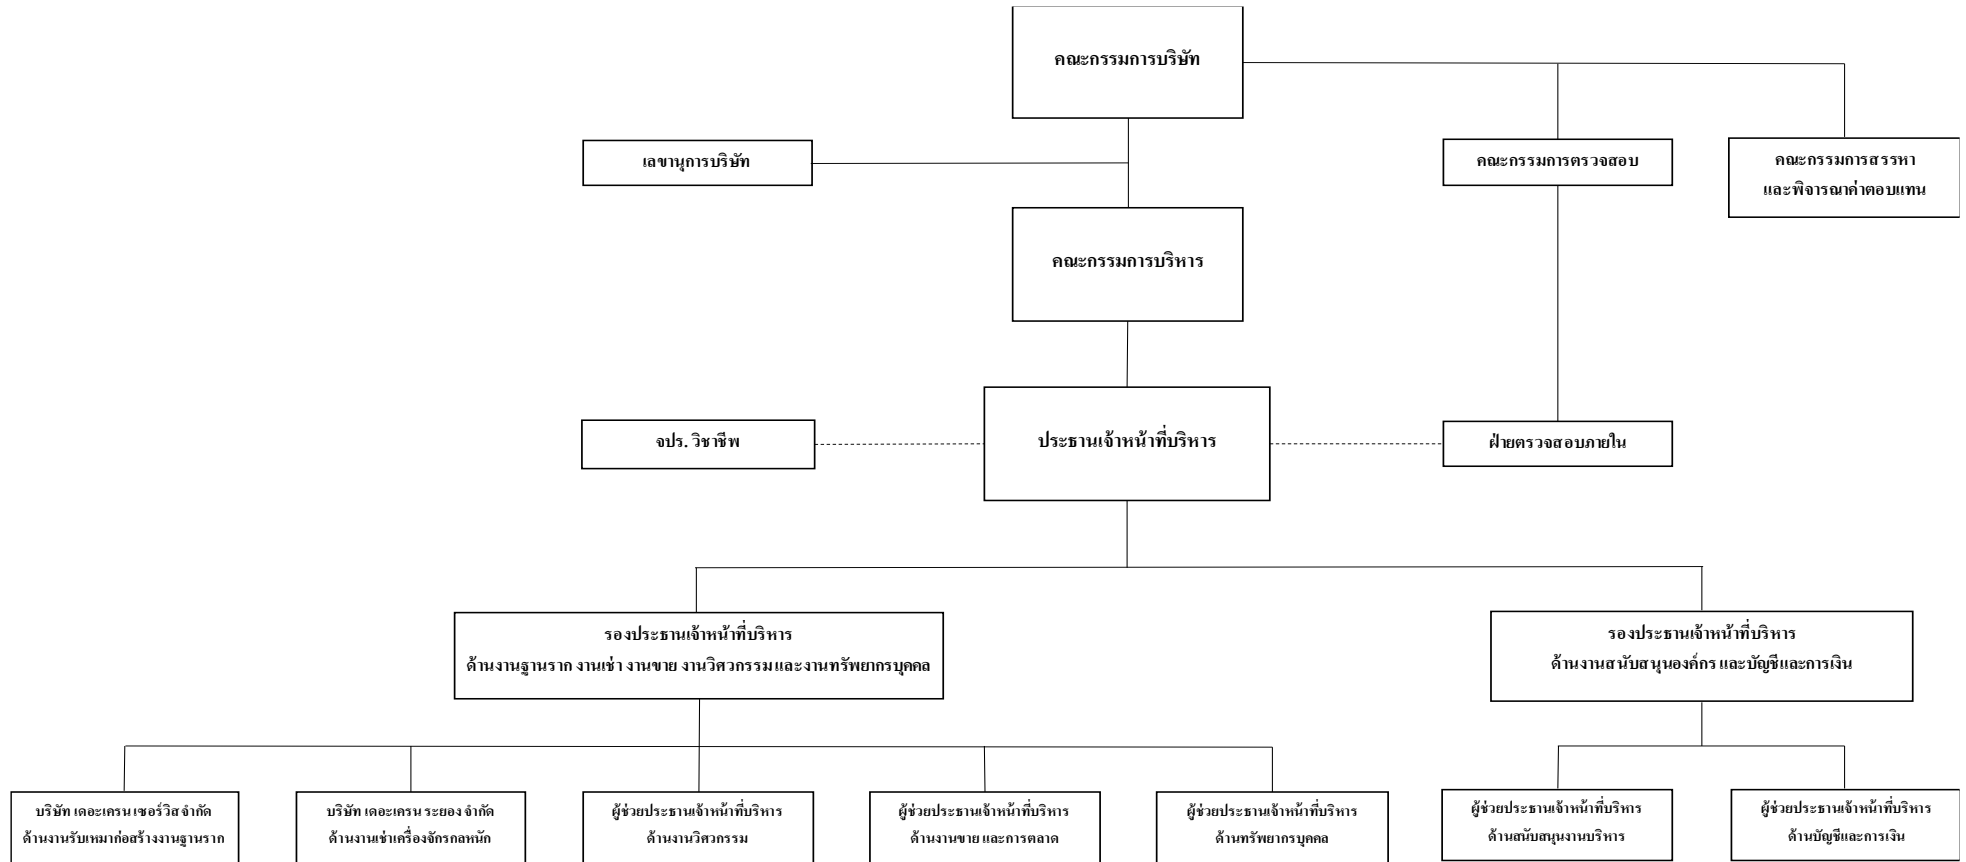 คณะกรรมการบริษัท
เลขานุการบริษัท
คณะกรรมการตรวจสอบ
คณะกรรมการสรรหา
และพิจารณาค่าตอบแทน
คณะกรรมการบริหาร
จปร. วิชาชีพ
ประธานเจ้าหน้าที่บริหาร
ฝ่ายตรวจสอบภายใน
รองประธานเจ้าหน้าที่บริหาร
ด้านงานฐานราก งานเช่า งานขาย งานวิศวกรรม และงานทรัพยากรบุคคล
รองประธานเจ้าหน้าที่บริหาร
ด้านงานสนับสนุนองค์กร และบัญชีและการเงิน
บริษัท เดอะเครน เซอร์วิส จำกัด
ด้านงานรับเหมาก่อสร้างงานฐานราก
บริษัท เดอะเครน ระยอง จำกัด
ด้านงานเช่าเครื่องจักรกลหนัก
ผู้ช่วยประธานเจ้าหน้าที่บริหาร
ด้านงานวิศวกรรม
ผู้ช่วยประธานเจ้าหน้าที่บริหาร
ด้านงานขาย และการตลาด
ผู้ช่วยประธานเจ้าหน้าที่บริหาร
ด้านทรัพยากรบุคคล
ผู้ช่วยประธานเจ้าหน้าที่บริหาร
ด้านสนับสนุนงานบริหาร
ผู้ช่วยประธานเจ้าหน้าที่บริหาร
ด้านบัญชีและการเงิน